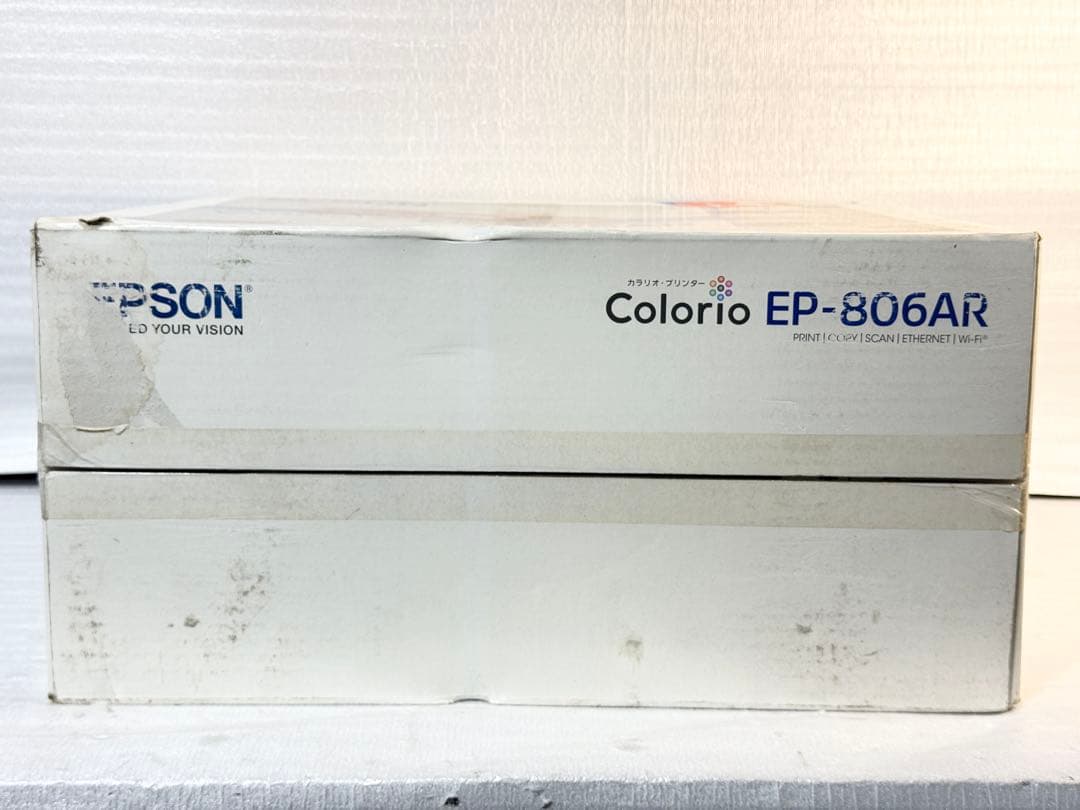 EPSON®
ED YOUR VISION
カラリオ・プリンター
Colorio EP-806AR
PRINT | COPY | SCAN | ETHERNET | Wi-Fi®